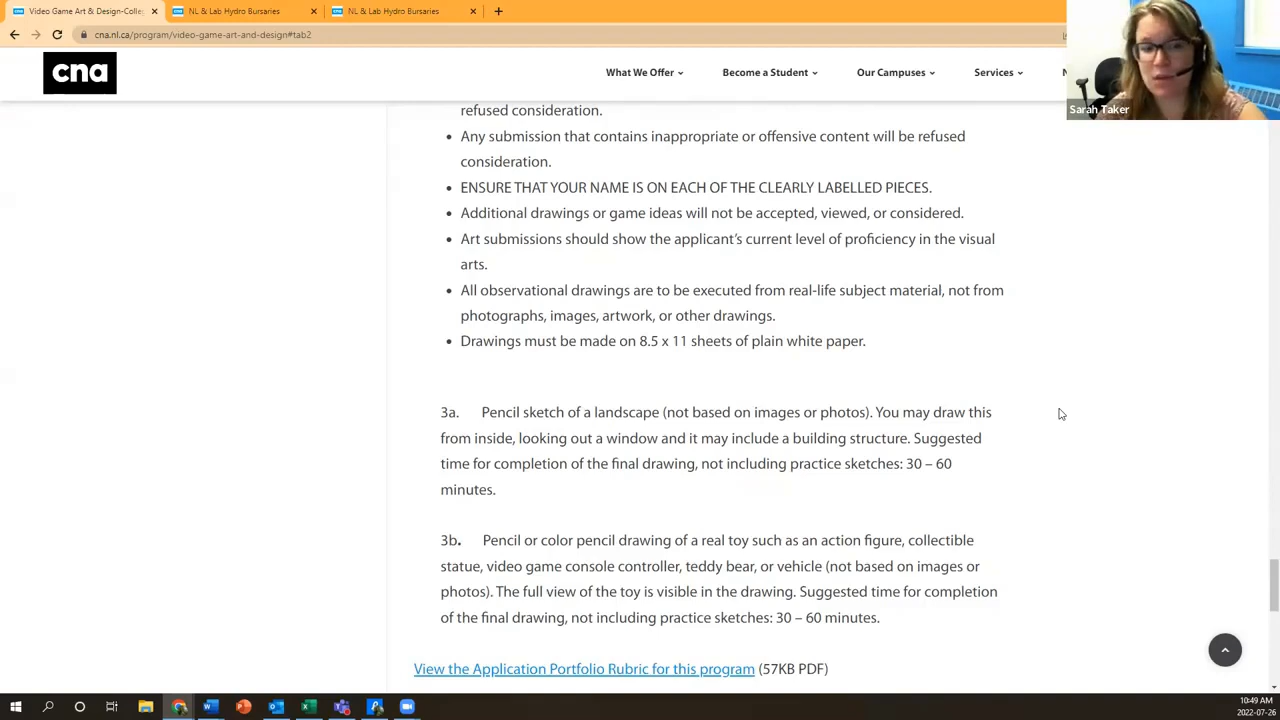 Video Game Art & Design-Colleg
NL & Lab Hydro Bursaries
NL & Lab Hydro Bursaries
cna.nl.ca/program/video-game-art-and-design#tab2
cna
What We Offer
Become a Student
Our Campuses
Services
Sarah Taker
refused consideration.
• Any submission that contains inappropriate or offensive content will be refused
consideration.
• ENSURE THAT YOUR NAME IS ON EACH OF THE CLEARLY LABELLED PIECES.
• Additional drawings or game ideas will not be accepted, viewed, or considered.
• Art submissions should show the applicant's current level of proficiency in the visual
arts.
• All observational drawings are to be executed from real-life subject material, not from
photographs, images, artwork, or other drawings.
• Drawings must be made on 8.5 x 11 sheets of plain white paper.
3a. Pencil sketch of a landscape (not based on images or photos). You may draw this
from inside, looking out a window and it may include a building structure. Suggested
time for completion of the final drawing, not including practice sketches: 30 – 60
minutes.
3b. Pencil or color pencil drawing of a real toy such as an action figure, collectible
statue, video game console controller, teddy bear, or vehicle (not based on images or
photos). The full view of the toy is visible in the drawing. Suggested time for completion
of the final drawing, not including practice sketches: 30 – 60 minutes.
View the Application Portfolio Rubric for this program (57KB PDF)
10:49 AM
2022-07-26